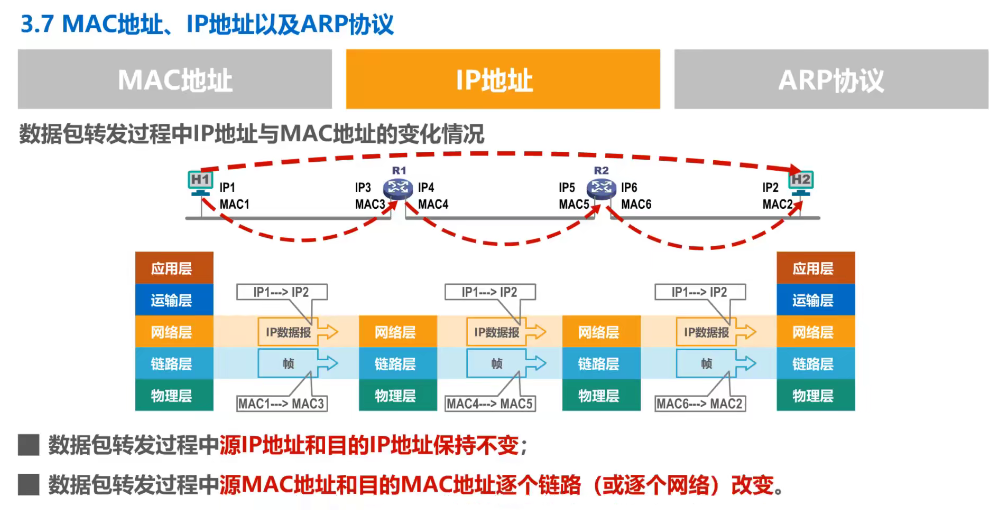 3.7 MAC地址、IP地址以及ARP协议
MAC地址 IP地址 ARP协议
数据包转发过程中IP地址与MAC地址的变化情况
H1 R1 R2 H2
IP1 IP3 IP4 IP5 IP6 IP2
MAC1 MAC3 MAC4 MAC5 MAC6 MAC2
应用层 应用层
运输层 IP1---> IP2 IP1---> IP2 IP1---> IP2 运输层
网络层 IP数据报 网络层 IP数据报 网络层 IP数据报 网络层
链路层 帧 链路层 帧 链路层 帧 链路层
物理层 MAC1---> MAC3 物理层 MAC4---> MAC5 物理层 MAC6---> MAC2 物理层
数据包转发过程中源IP地址和目的IP地址保持不变；
数据包转发过程中源MAC地址和目的MAC地址逐个链路（或逐个网络）改变。